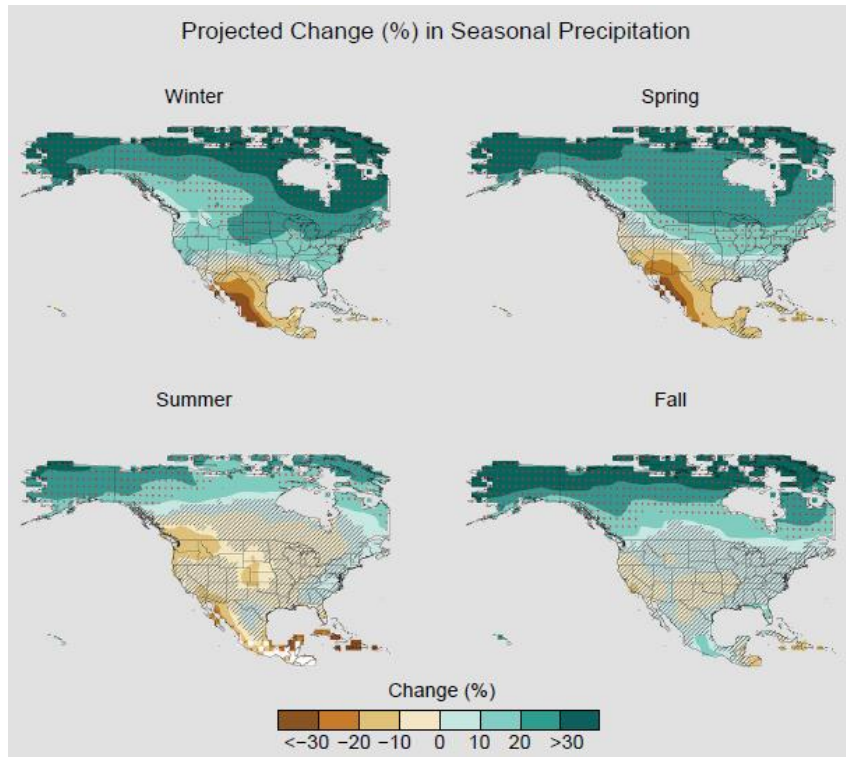 Projected Change (%) in Seasonal Precipitation
Winter
Spring
Summer
Fall
Change (%)
<−30 −20 −10 0 10 20 >30